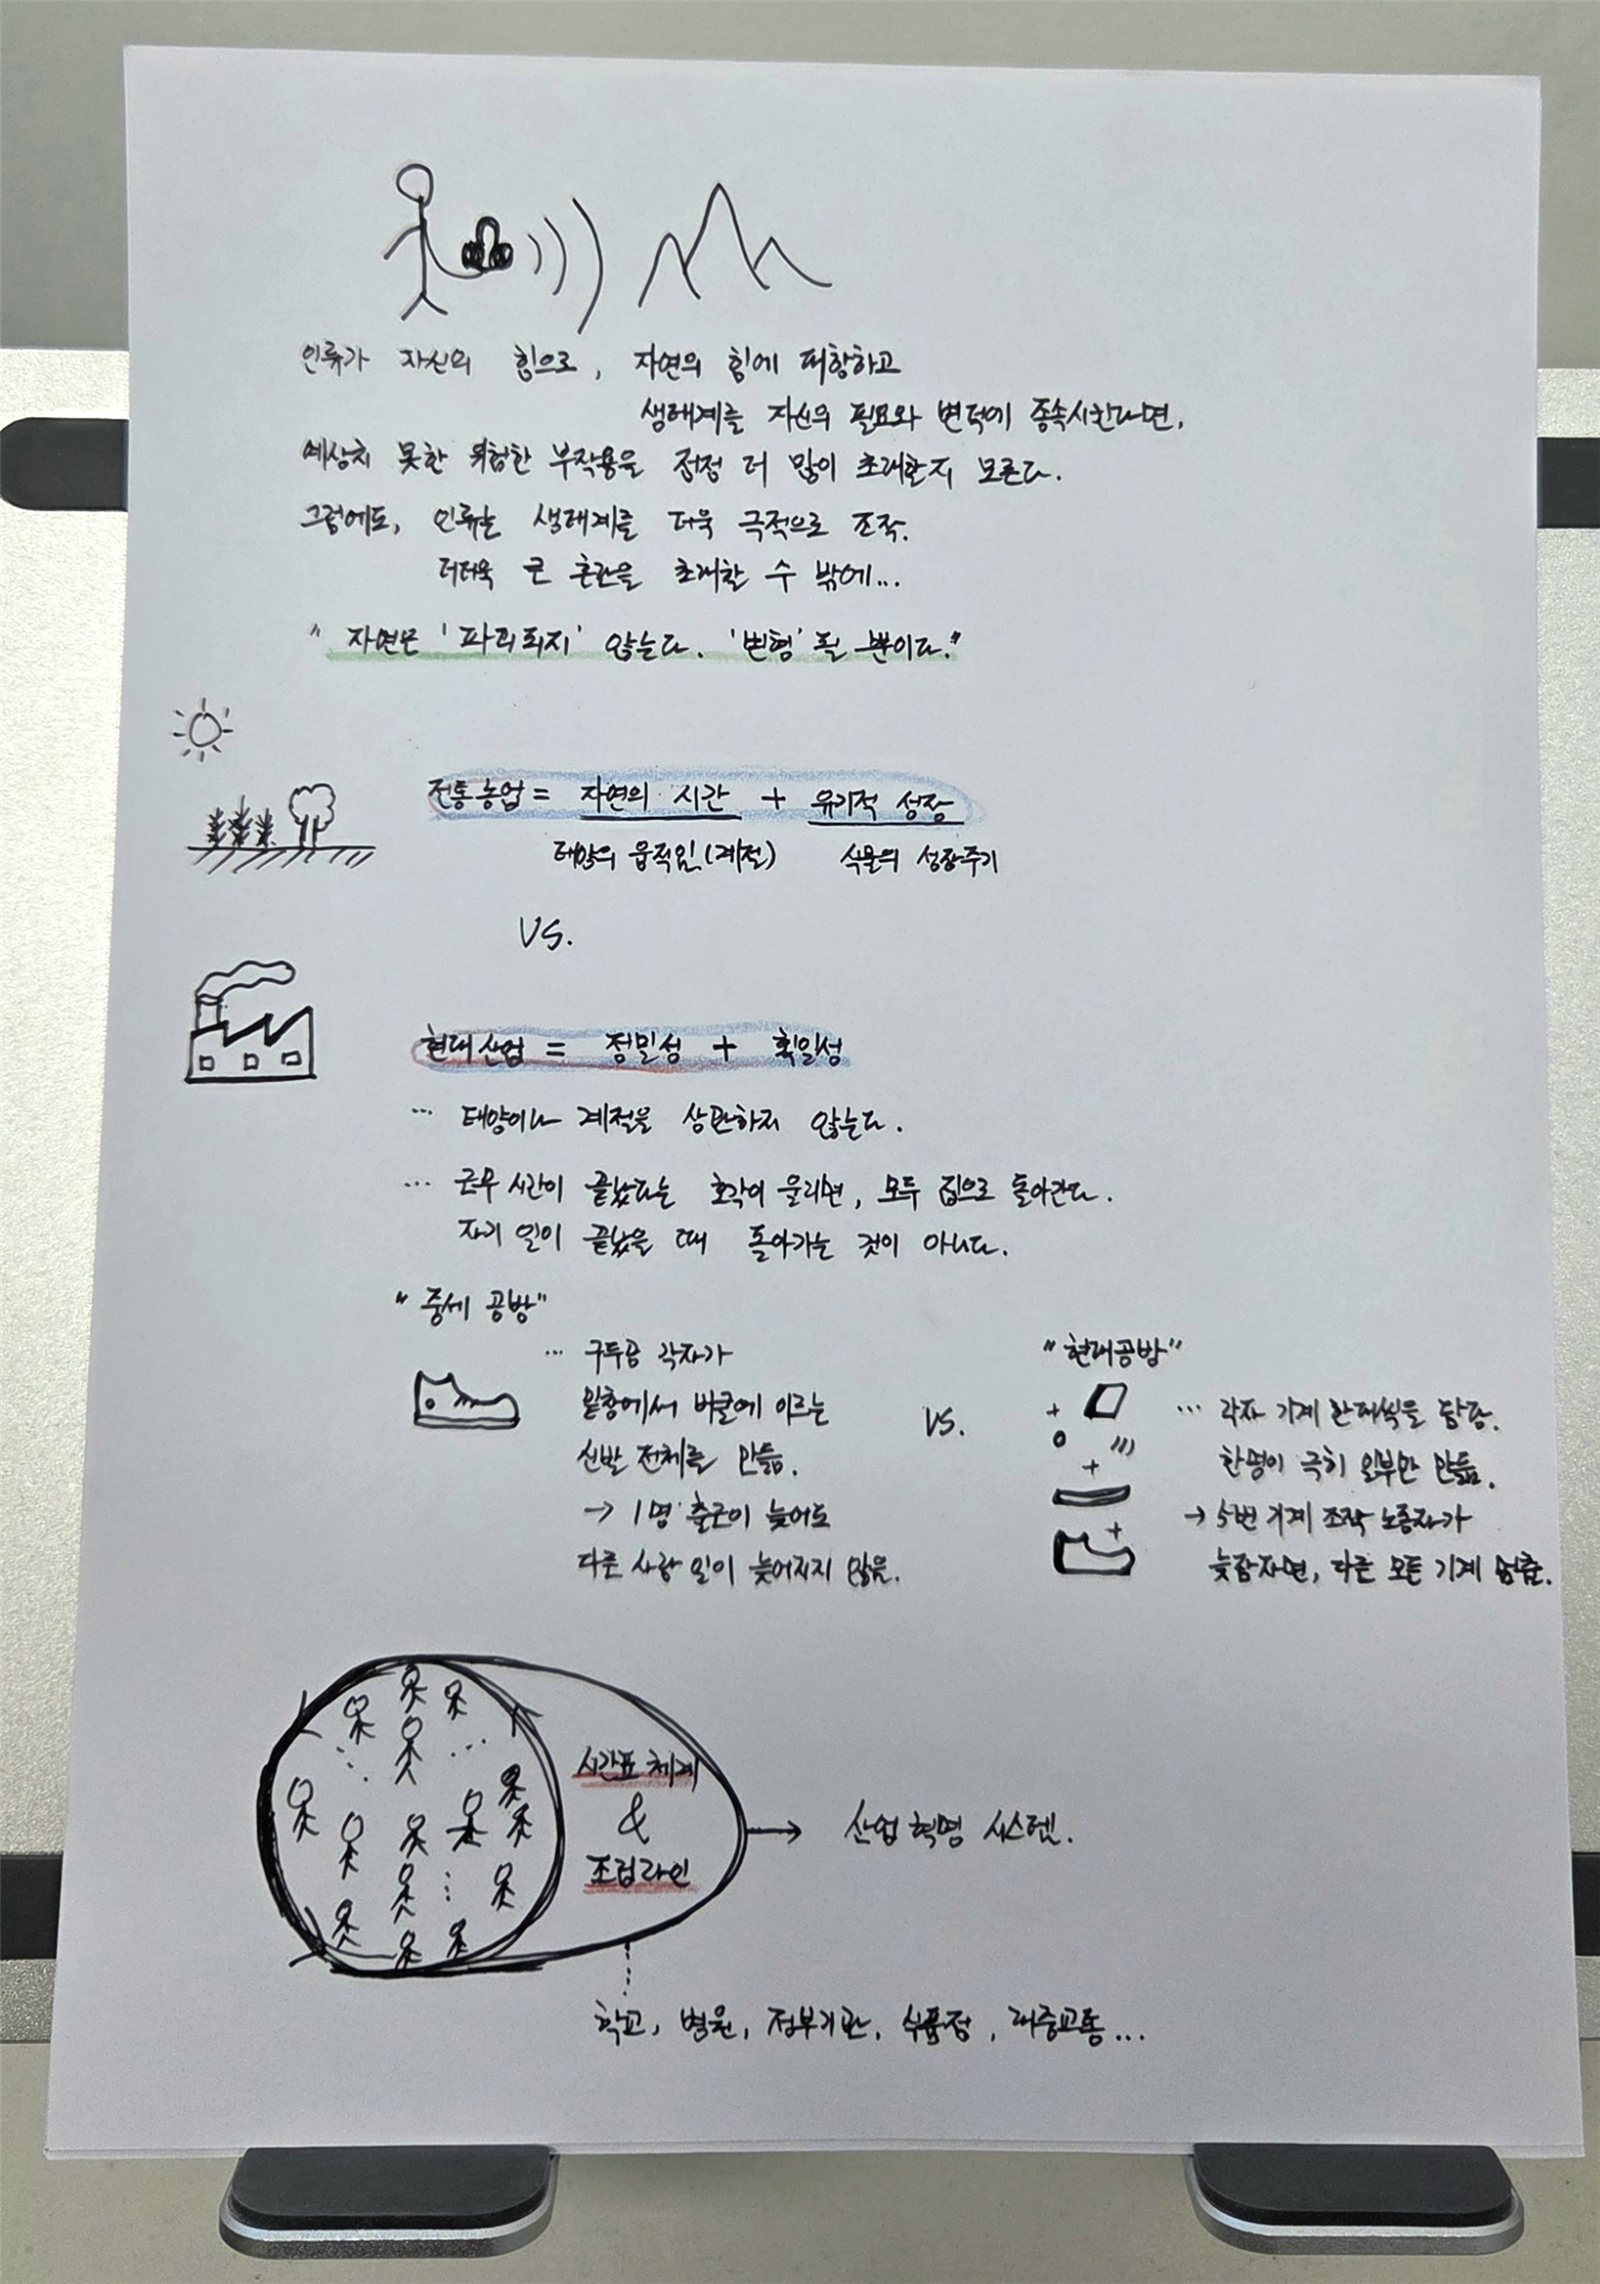 인류가 자신의 힘으로, 자연의 힘에 대항하고
생태계를 자신의 필요와 변덕에 종속시킨다면,
예상치 못한 위험한 부작용을 점점 더 많이 초래할지 모른다.
그럼에도, 인류는 생태계를 더욱 극적으로 조작.
더더욱 큰 혼란을 초래할 수 밖에...
" 자연은 '파괴되지' 않는다. '변형'될 뿐이다."
전통농업 = 자연의 시간 + 유기적 성장
태양의 움직임(계절) 식물의 성장주기
VS.
현대산업 = 정밀성 + 획일성
... 태양이나 계절을 상관하지 않는다.
... 근무 시간이 끝났다는 호각이 울리면, 모두 집으로 돌아간다.
자기 일이 끝났을 때 돌아가는 것이 아니다.
"중세 공방"
... 구두공 각자가
밑창에서 버클에 이르는
신발 전체를 만듦.
→ 1명 출근이 늦어도
다른 사람 일이 늦어지지 않음.
VS.
"현대공방"
... 각자 기계 한대씩을 담당.
한명이 극히 일부만 만듦.
→ 5번 기계 조작 노동자가
늦잠자면, 다른 모든 기계 멈춤.
시간표 체계
&
조립라인
→ 산업 혁명 시스템.
학교, 병원, 정부기관, 식품점, 대중교통...